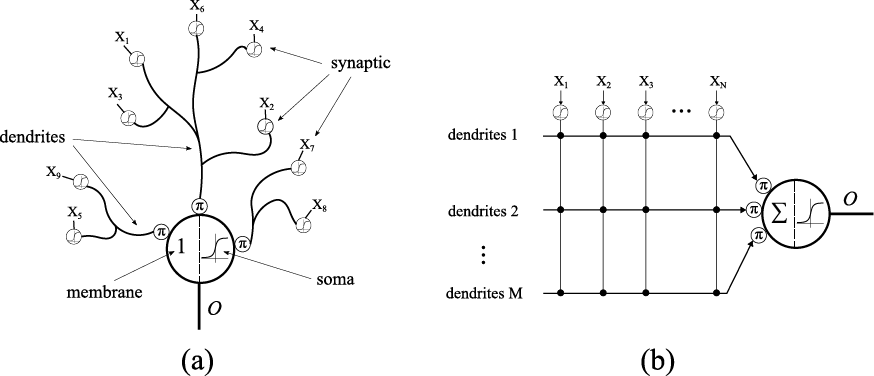 X₆
X₄
X₁
synaptic
X₃
X₂
dendrites
X₇
X₉
X₈
X₅
π
π
π
1
membrane
soma
O
(a)
X₁ X₂ X₃ ... X_N
dendrites 1
π
dendrites 2
π
Σ
O
π
⋮
dendrites M
(b)